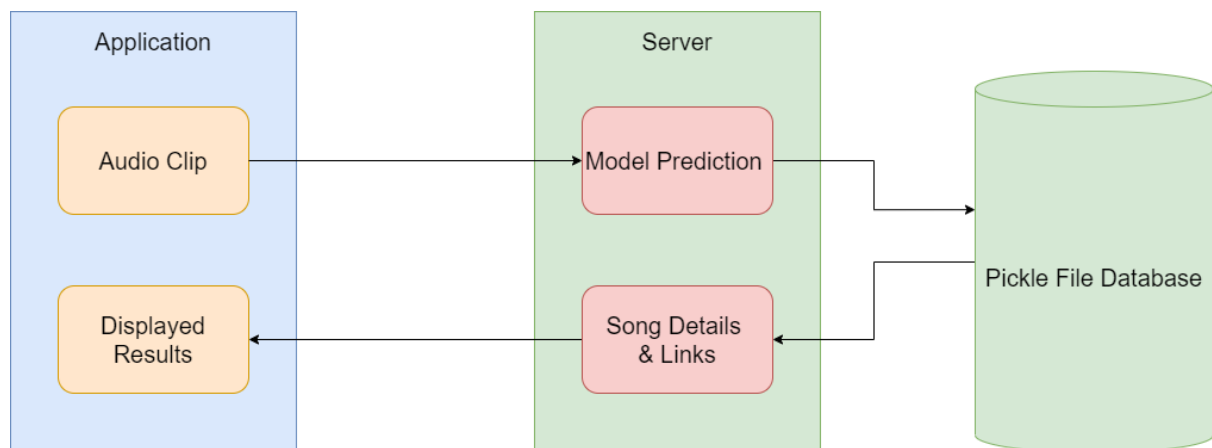 Application
Server
Audio Clip
Model Prediction
Pickle File Database
Displayed
Results
Song Details
& Links